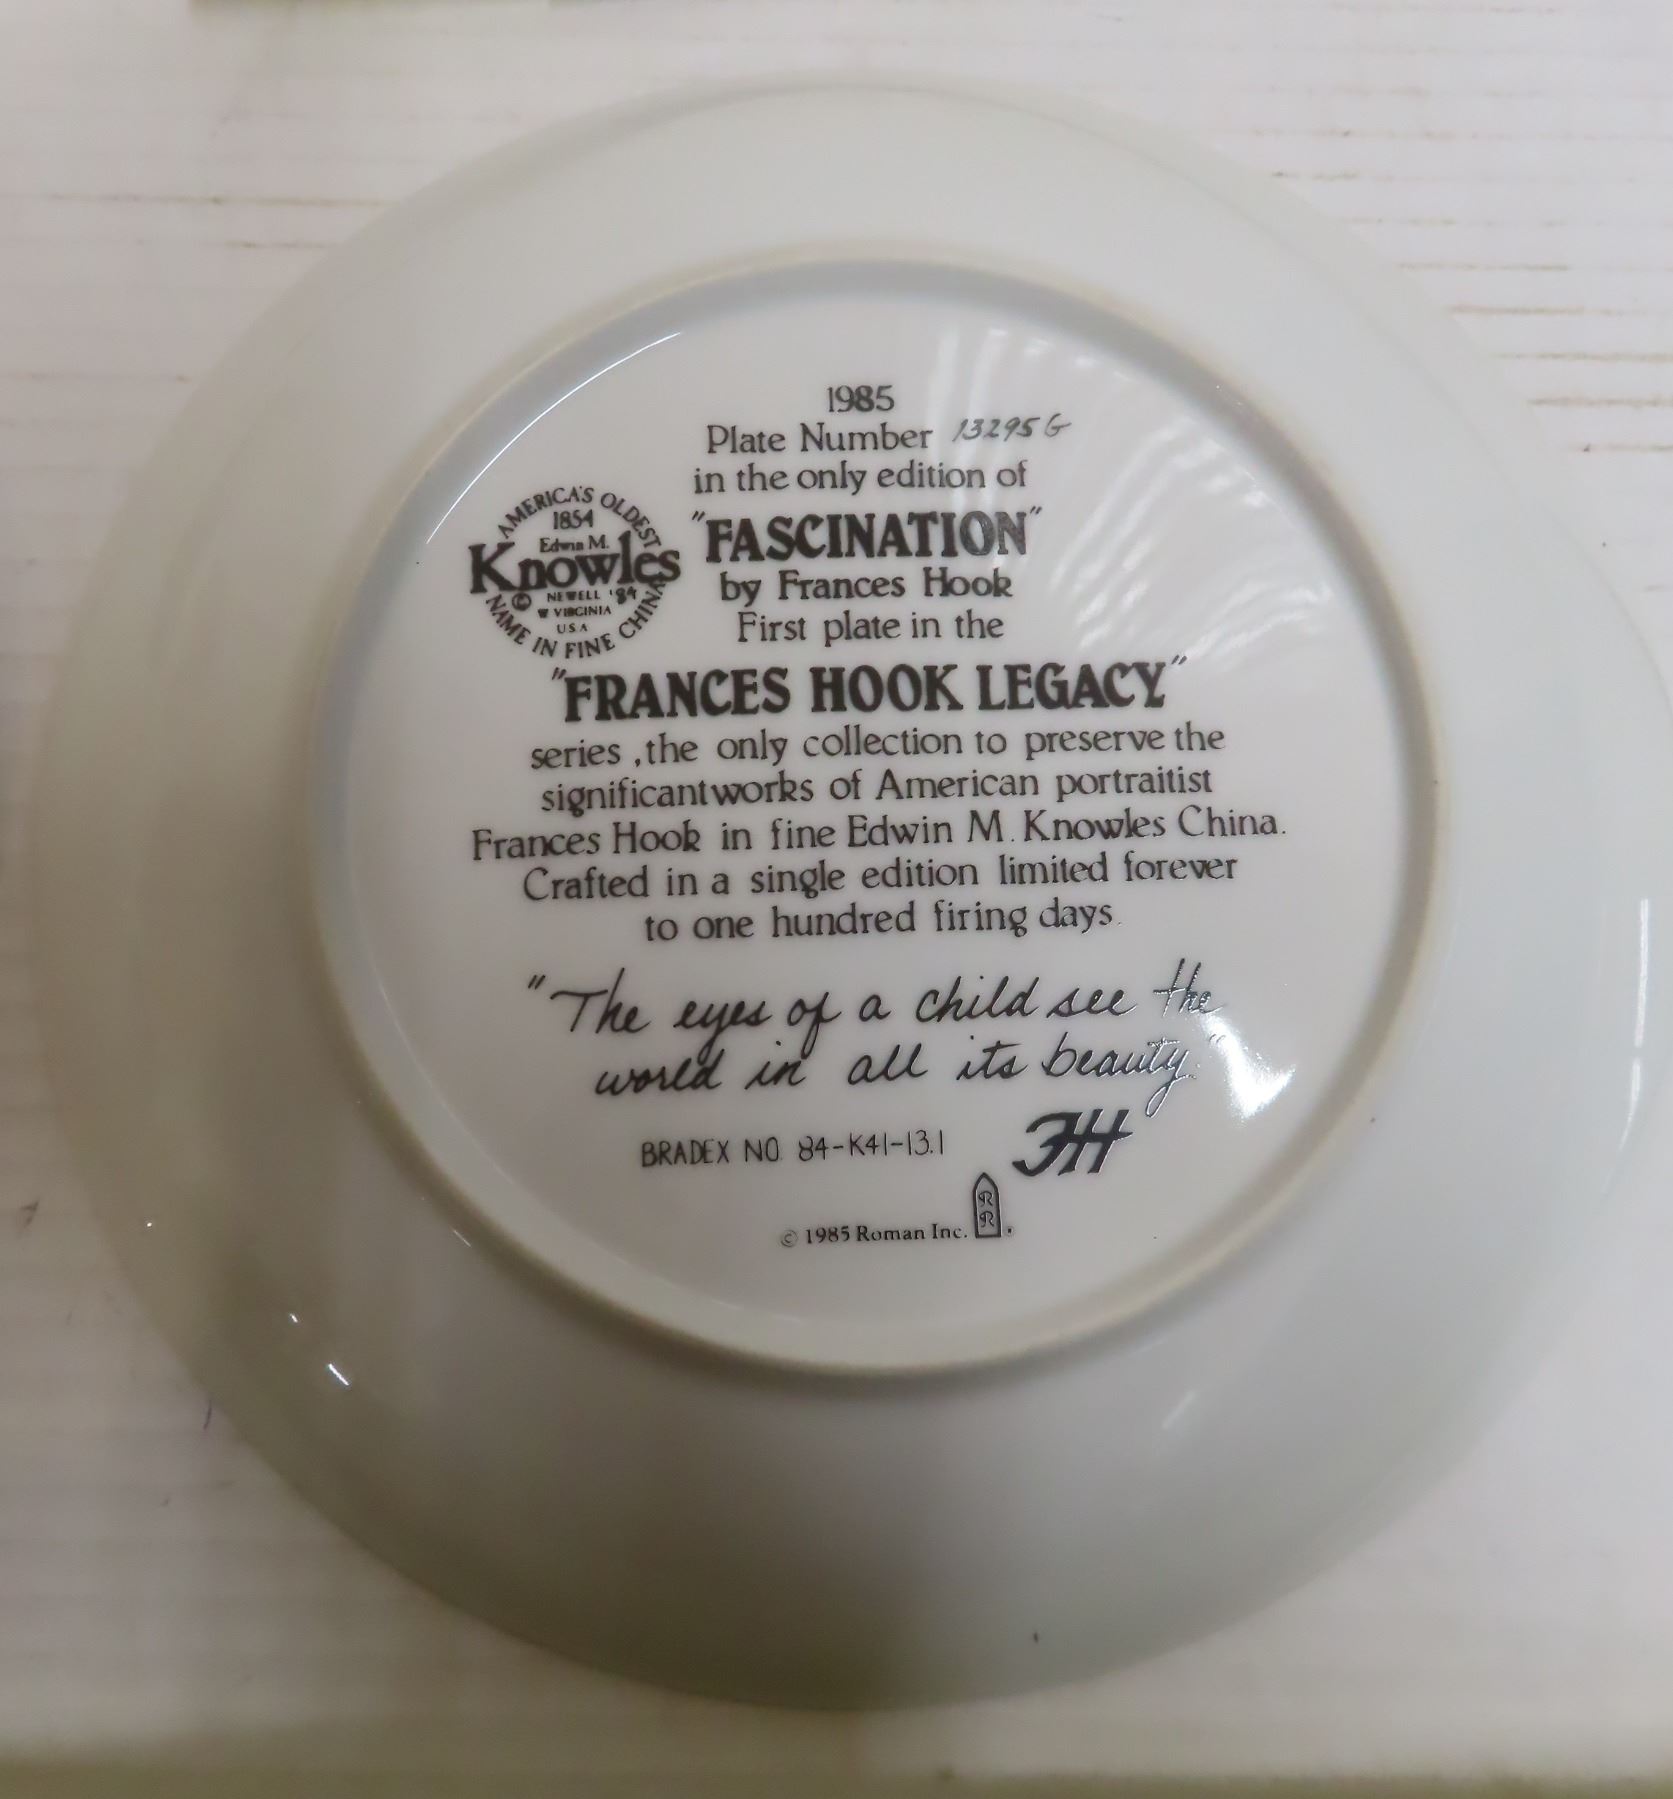 1985
Plate Number 13295G
in the only edition of
"FASCINATION"
by Frances Hook
First plate in the
"FRANCES HOOK LEGACY"
series ,the only collection to preserve the
significantworks of American portraitist
Frances Hook in fine Edwin M. Knowles China.
Crafted in a single edition limited forever
to one hundred firing days.
"The eyes of a child see the
world in all its beauty."
FH
BRADEX NO. 84-K41-13.1
© 1985 Roman Inc.
R
R
AMERICA'S OLDEST
1854
Edwin M.
Knowles
© NEWELL '84
W VIRGINIA
USA
NAME IN FINE CHINA